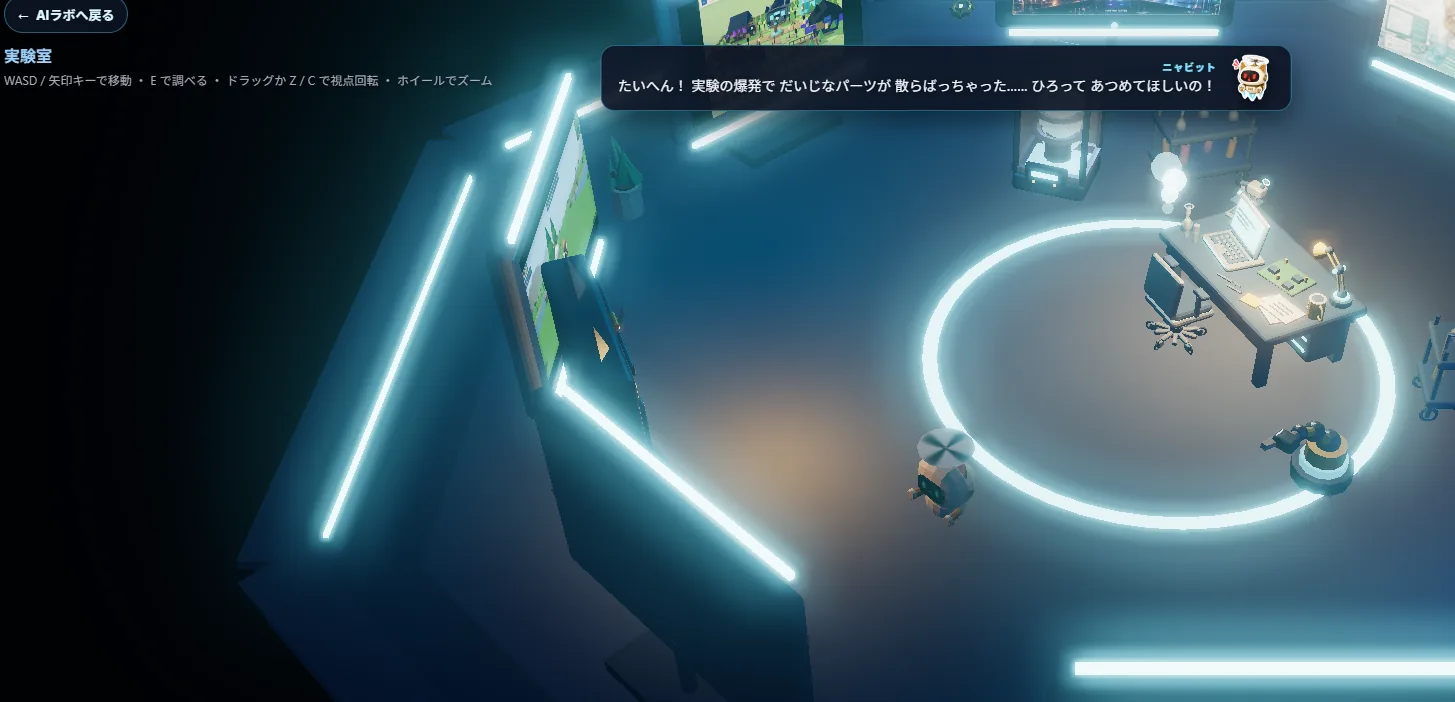 ← AIラボへ戻る
実験室
WASD / 矢印キーで移動 ・ E で調べる ・ ドラッグか Z / C で視点回転 ・ ホイールでズーム
ニャビット
たいへん！ 実験の爆発で だいじなパーツが 散らばっちゃった…… ひろって あつめてほしいの！